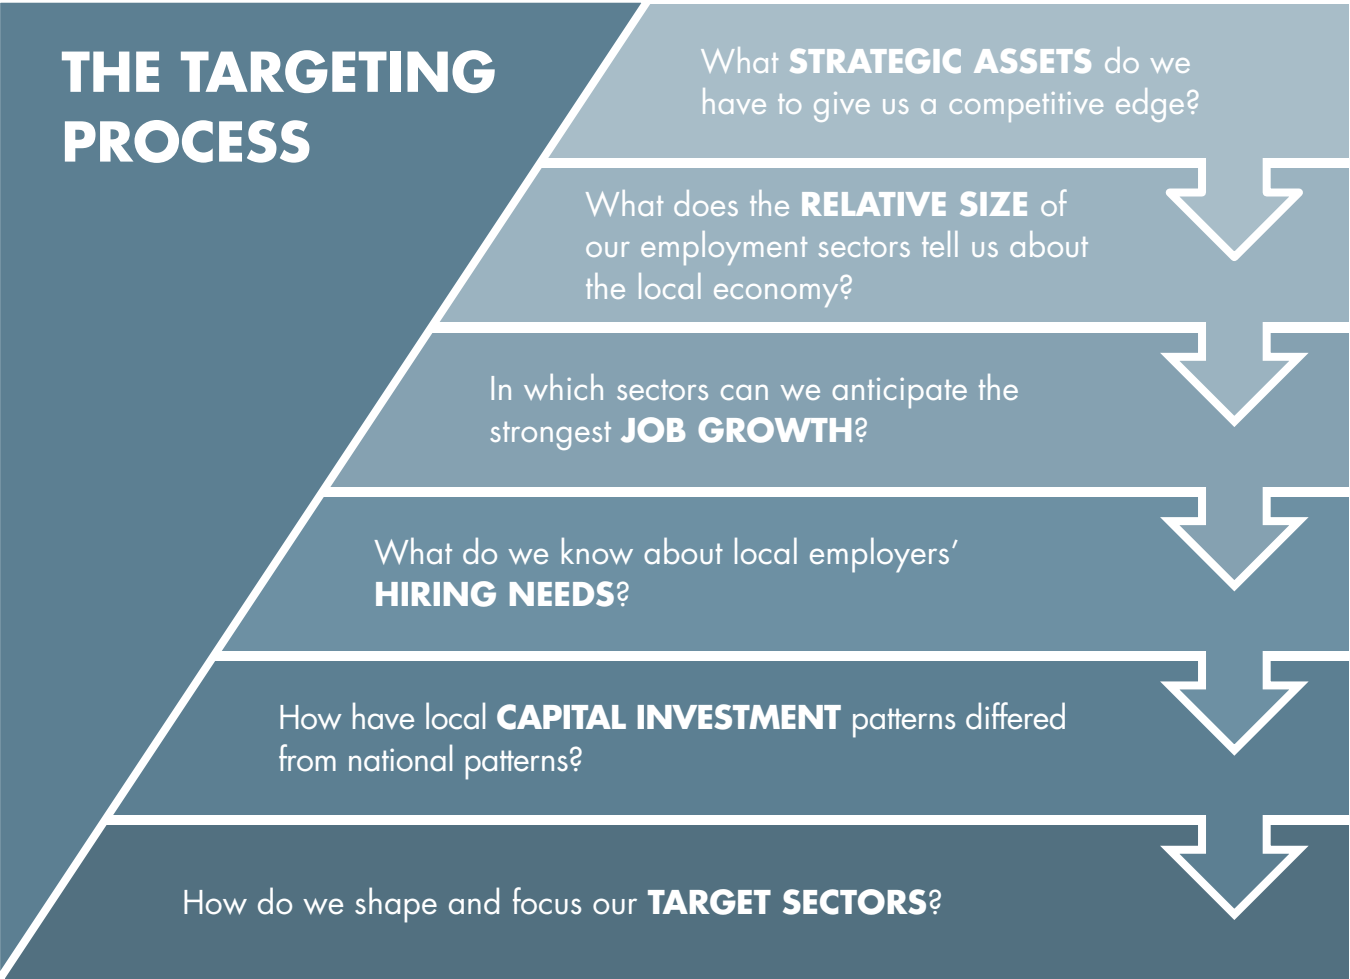 THE TARGETING
PROCESS
What STRATEGIC ASSETS do we
have to give us a competitive edge?
What does the RELATIVE SIZE of
our employment sectors tell us about
the local economy?
In which sectors can we anticipate the
strongest JOB GROWTH?
What do we know about local employers’
HIRING NEEDS?
How have local CAPITAL INVESTMENT patterns differed
from national patterns?
How do we shape and focus our TARGET SECTORS?